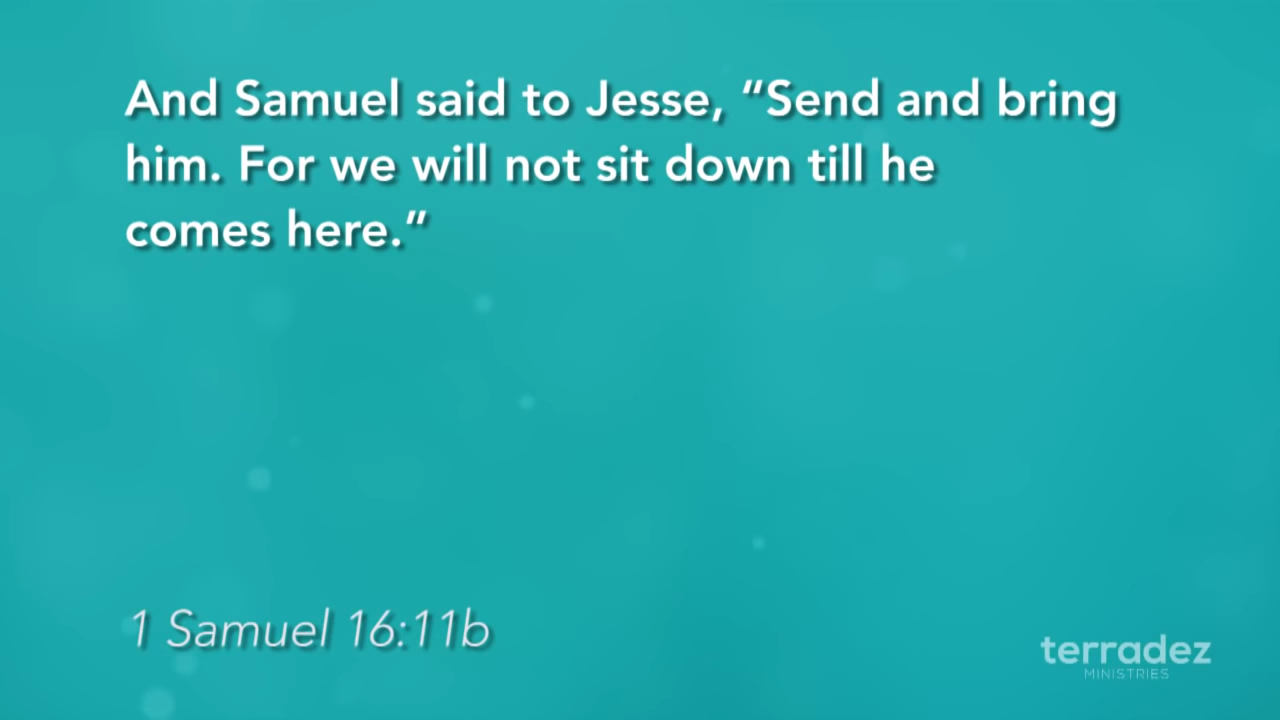 And Samuel said to Jesse, “Send and bring
him. For we will not sit down till he
comes here.”
1 Samuel 16:11b
terradez
MINISTRIES